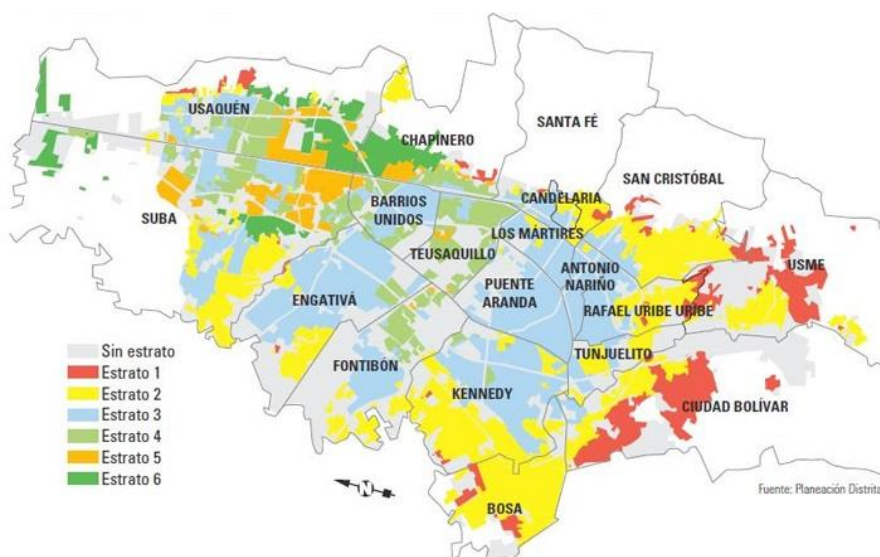 USAQUÉN
CHAPINERO
SANTA FÉ
SAN CRISTÓBAL
SUBA
BARRIOS
UNIDOS
CANDELARIA
LOS MÁRTIRES
TEUSAQUILLO
USME
ENGATIVÁ
PUENTE
ARANDA
ANTONIO
NARIÑO
RAFAEL URIBE URIBE
FONTIBÓN
TUNJUELITO
KENNEDY
CIUDAD BOLÍVAR
BOSA
Sin estrato
Estrato 1
Estrato 2
Estrato 3
Estrato 4
Estrato 5
Estrato 6
N
Fuente: Planeación Distrita